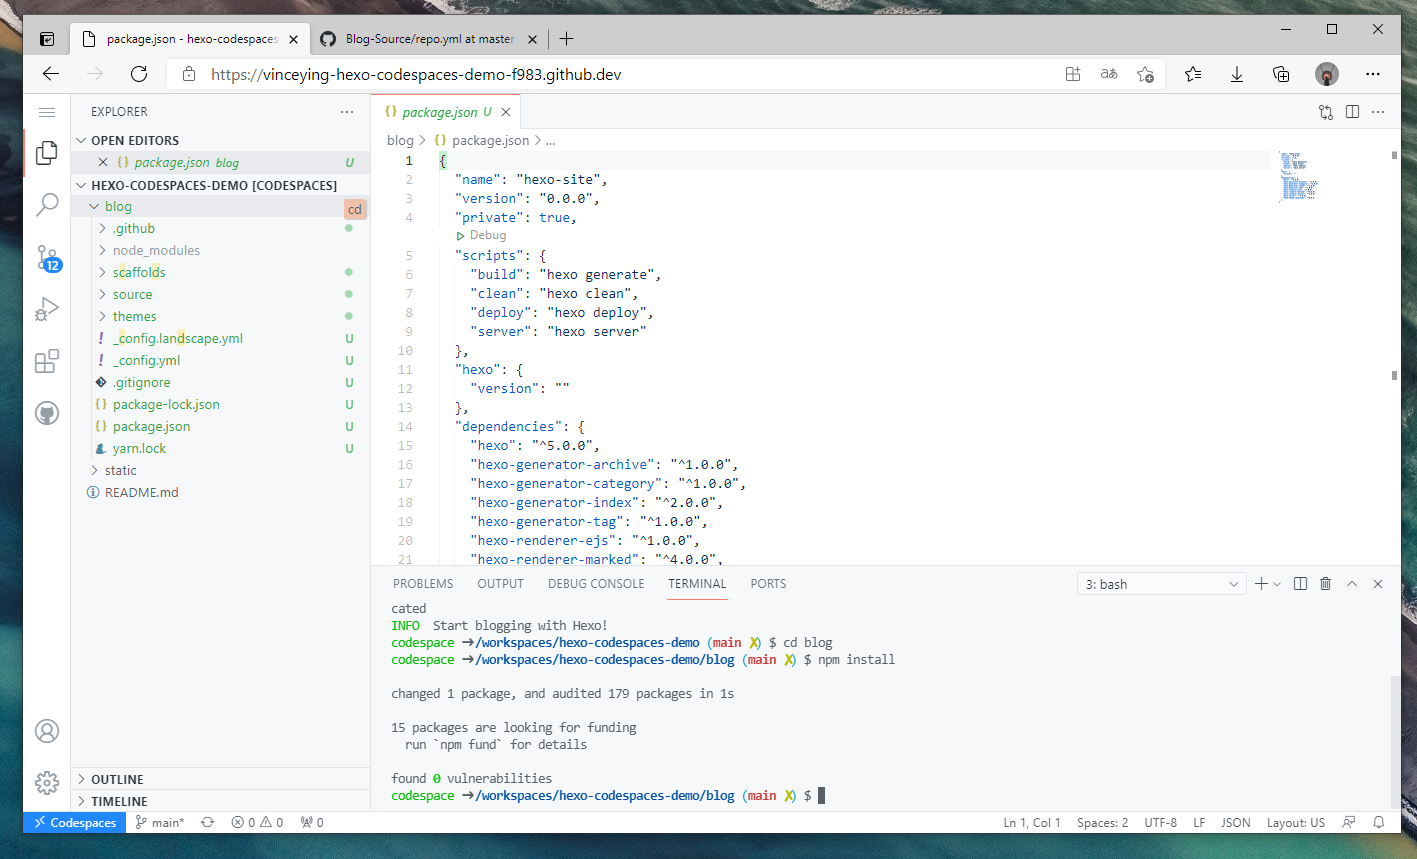 package.json - hexo-codespaces
Blog-Source/repo.yml at master
https://vinceying-hexo-codespaces-demo-f983.github.dev
aあ
EXPLORER
OPEN EDITORS
package.json blog U
HEXO-CODESPACES-DEMO [CODESPACES]
blog
cd
.github
node_modules
scaffolds
source
themes
_config.landscape.yml U
_config.yml U
.gitignore U
package-lock.json U
package.json U
yarn.lock U
static
README.md
12
OUTLINE
TIMELINE
package.json U
blog > package.json > ...
1 {
2 "name": "hexo-site",
3 "version": "0.0.0",
4 "private": true,
Debug
5 "scripts": {
6 "build": "hexo generate",
7 "clean": "hexo clean",
8 "deploy": "hexo deploy",
9 "server": "hexo server"
10 },
11 "hexo": {
12 "version": ""
13 },
14 "dependencies": {
15 "hexo": "^5.0.0",
16 "hexo-generator-archive": "^1.0.0",
17 "hexo-generator-category": "^1.0.0",
18 "hexo-generator-index": "^2.0.0",
19 "hexo-generator-tag": "^1.0.0",
20 "hexo-renderer-ejs": "^1.0.0",
21 "hexo-renderer-marked": "^4.0.0",
PROBLEMS OUTPUT DEBUG CONSOLE TERMINAL PORTS
3: bash
cated
INFO Start blogging with Hexo!
codespace ➜/workspaces/hexo-codespaces-demo (main ✗) $ cd blog
codespace ➜/workspaces/hexo-codespaces-demo/blog (main ✗) $ npm install
changed 1 package, and audited 179 packages in 1s
15 packages are looking for funding
run `npm fund` for details
found 0 vulnerabilities
codespace ➜/workspaces/hexo-codespaces-demo/blog (main ✗) $
Codespaces main* 0 0 0
Ln 1, Col 1 Spaces: 2 UTF-8 LF JSON Layout: US